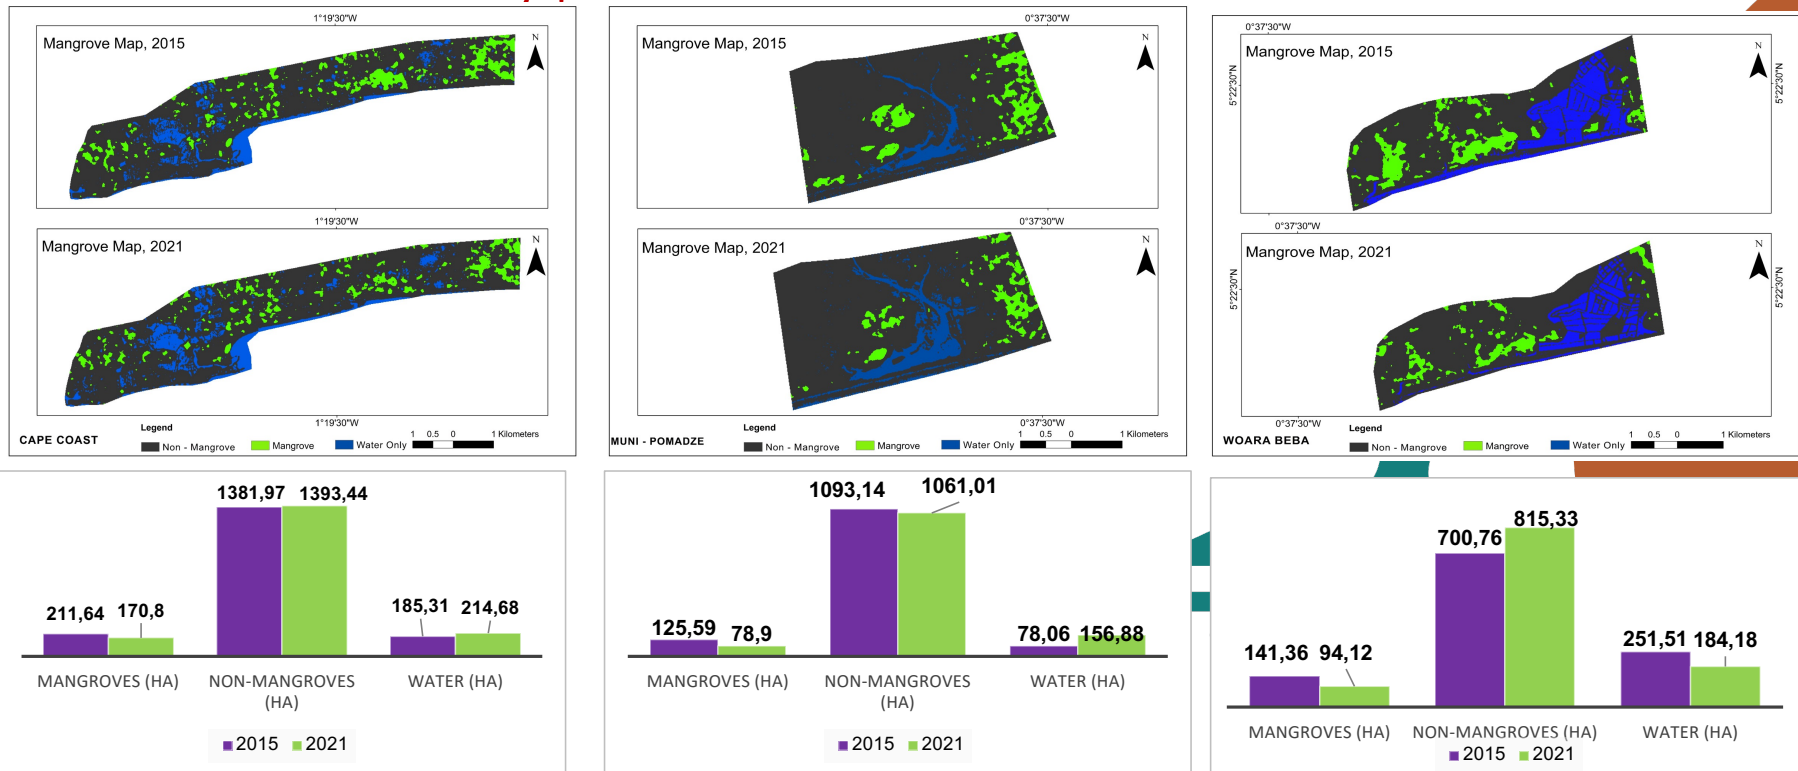 1°19'30"W
Mangrove Map, 2015
N
1°19'30"W
Mangrove Map, 2021
N
1°19'30"W
CAPE COAST
Legend
Non - Mangrove
Mangrove
Water Only
1 0.5 0 1 Kilometers
0°37'30"W
Mangrove Map, 2015
N
0°37'30"W
Mangrove Map, 2021
N
0°37'30"W
MUNI - POMADZE
Legend
Non - Mangrove
Mangrove
Water Only
1 0.5 0 1 Kilometers
0°37'30"W
Mangrove Map, 2015
N
5°22'30"N
5°22'30"N
0°37'30"W
Mangrove Map, 2021
N
5°22'30"N
5°22'30"N
0°37'30"W
WOARA BEBA
Legend
Non - Mangrove
Mangrove
Water Only
1 0.5 0 1 Kilometers
1381,97 1393,44
211,64 170,8
185,31 214,68
MANGROVES (HA)
NON-MANGROVES
(HA)
WATER (HA)
2015 2021
1093,14 1061,01
125,59 78,9
78,06 156,88
MANGROVES (HA)
NON-MANGROVES
(HA)
WATER (HA)
2015 2021
700,76 815,33
141,36 94,12
251,51 184,18
MANGROVES (HA)
NON-MANGROVES (HA)
WATER (HA)
2015 2021